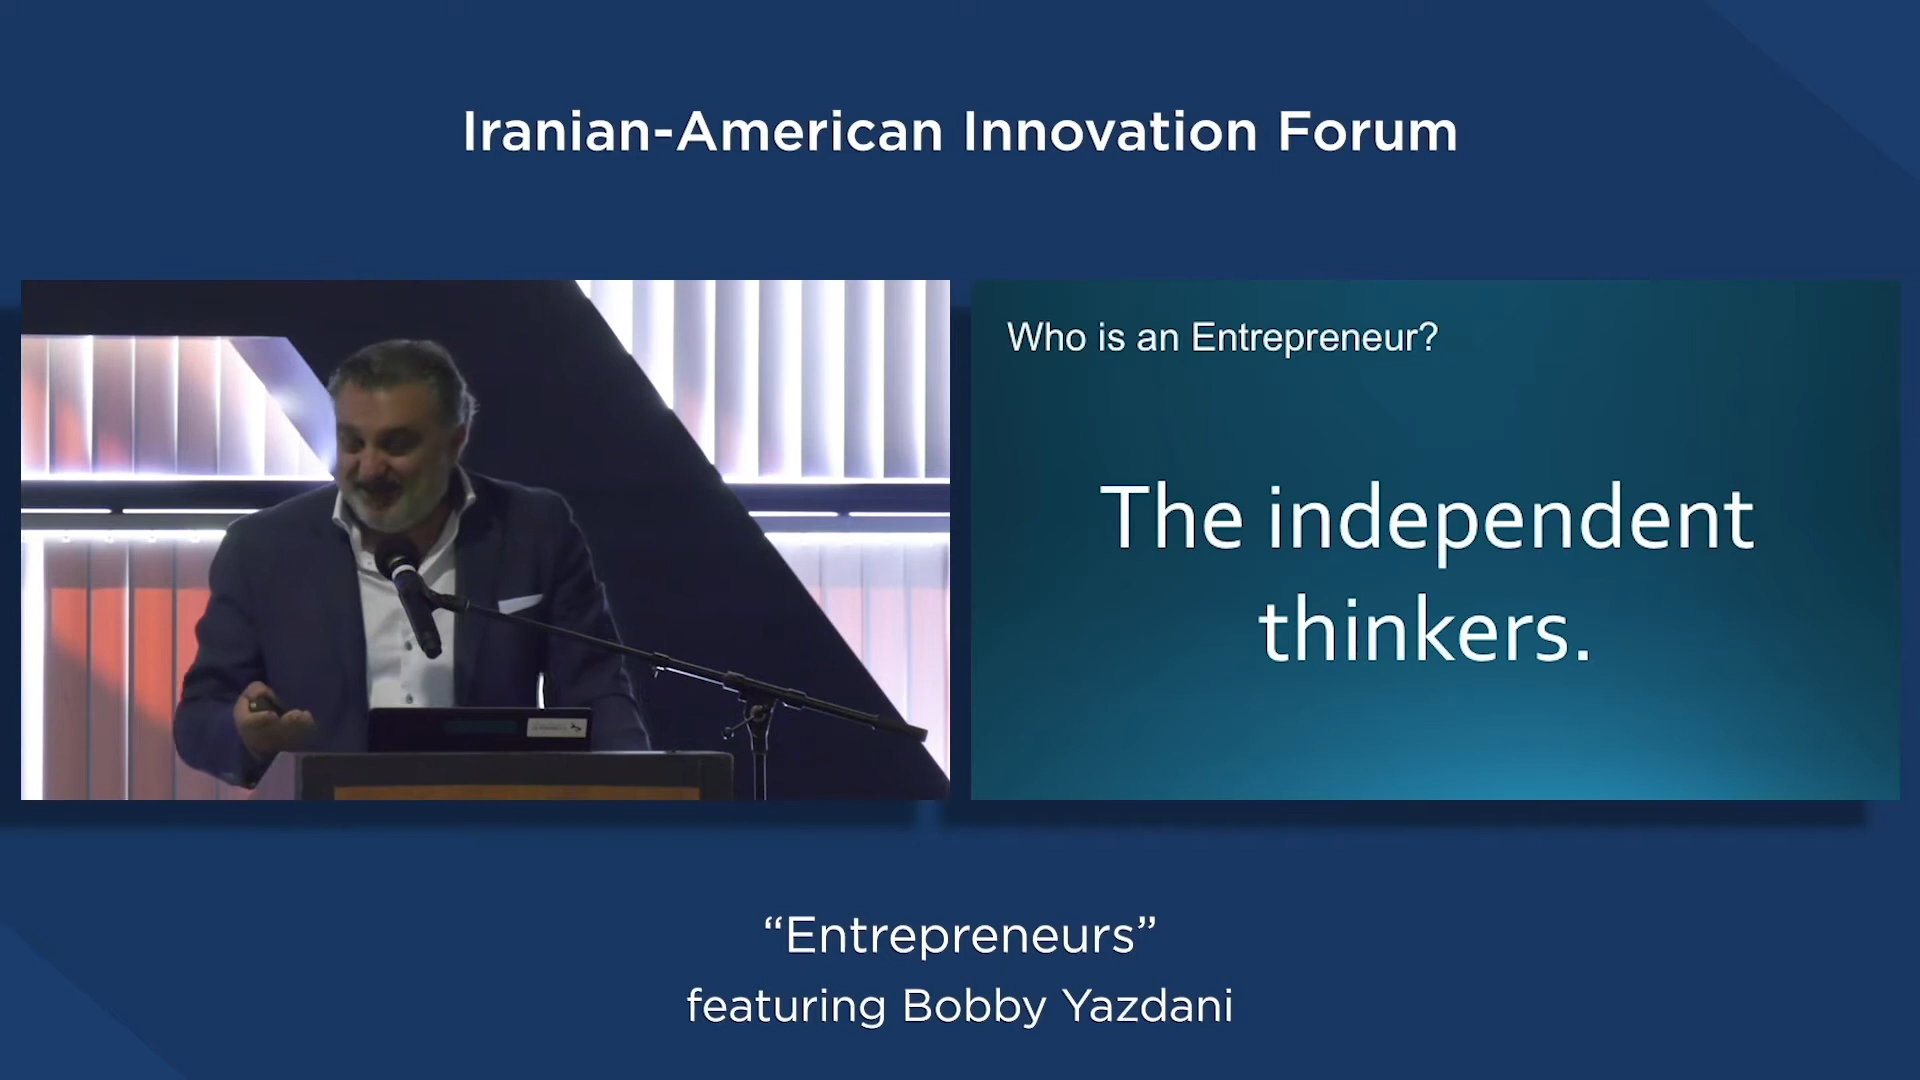 Iranian-American Innovation Forum
Who is an Entrepreneur?
The independent
thinkers.
“Entrepreneurs”
featuring Bobby Yazdani